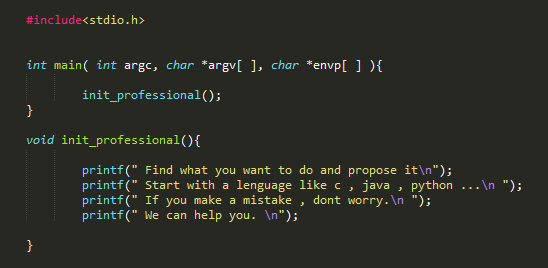 #include<stdio.h>
int main( int argc, char *argv[ ], char *envp[ ] ){
init_professional();
}
void init_professional(){
printf(" Find what you want to do and propose it\n");
printf(" Start with a lenguage like c , java , python ...\n ");
printf(" If you make a mistake , dont worry.\n ");
printf(" We can help you. \n");
}